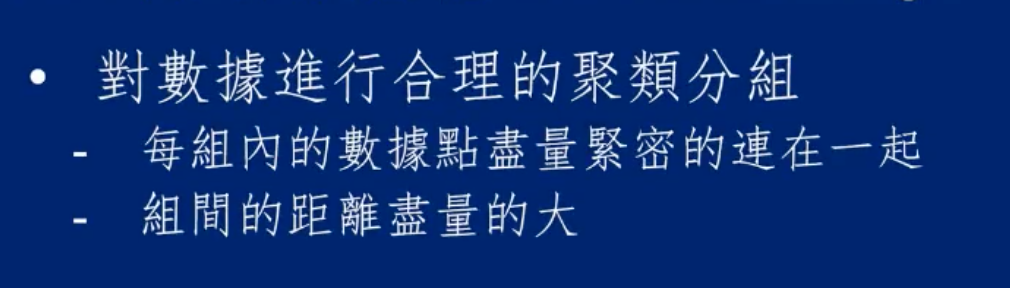 • 對數據進行合理的聚類分組
- 每組內的數據點盡量緊密的連在一起
- 組間的距離盡量的大